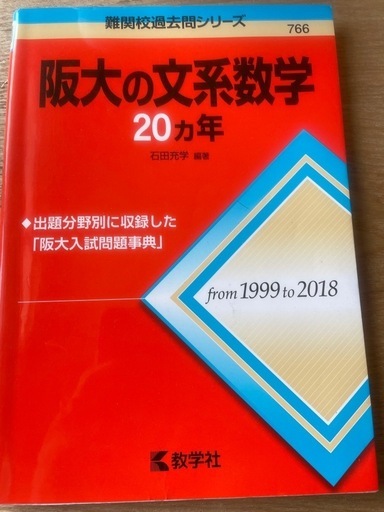 難関校過去問シリーズ
766
阪大の文系数学
20カ年
石田充学 編著
◆出題分野別に収録した
「阪大入試問題事典」
from 1999 to 2018
教学社